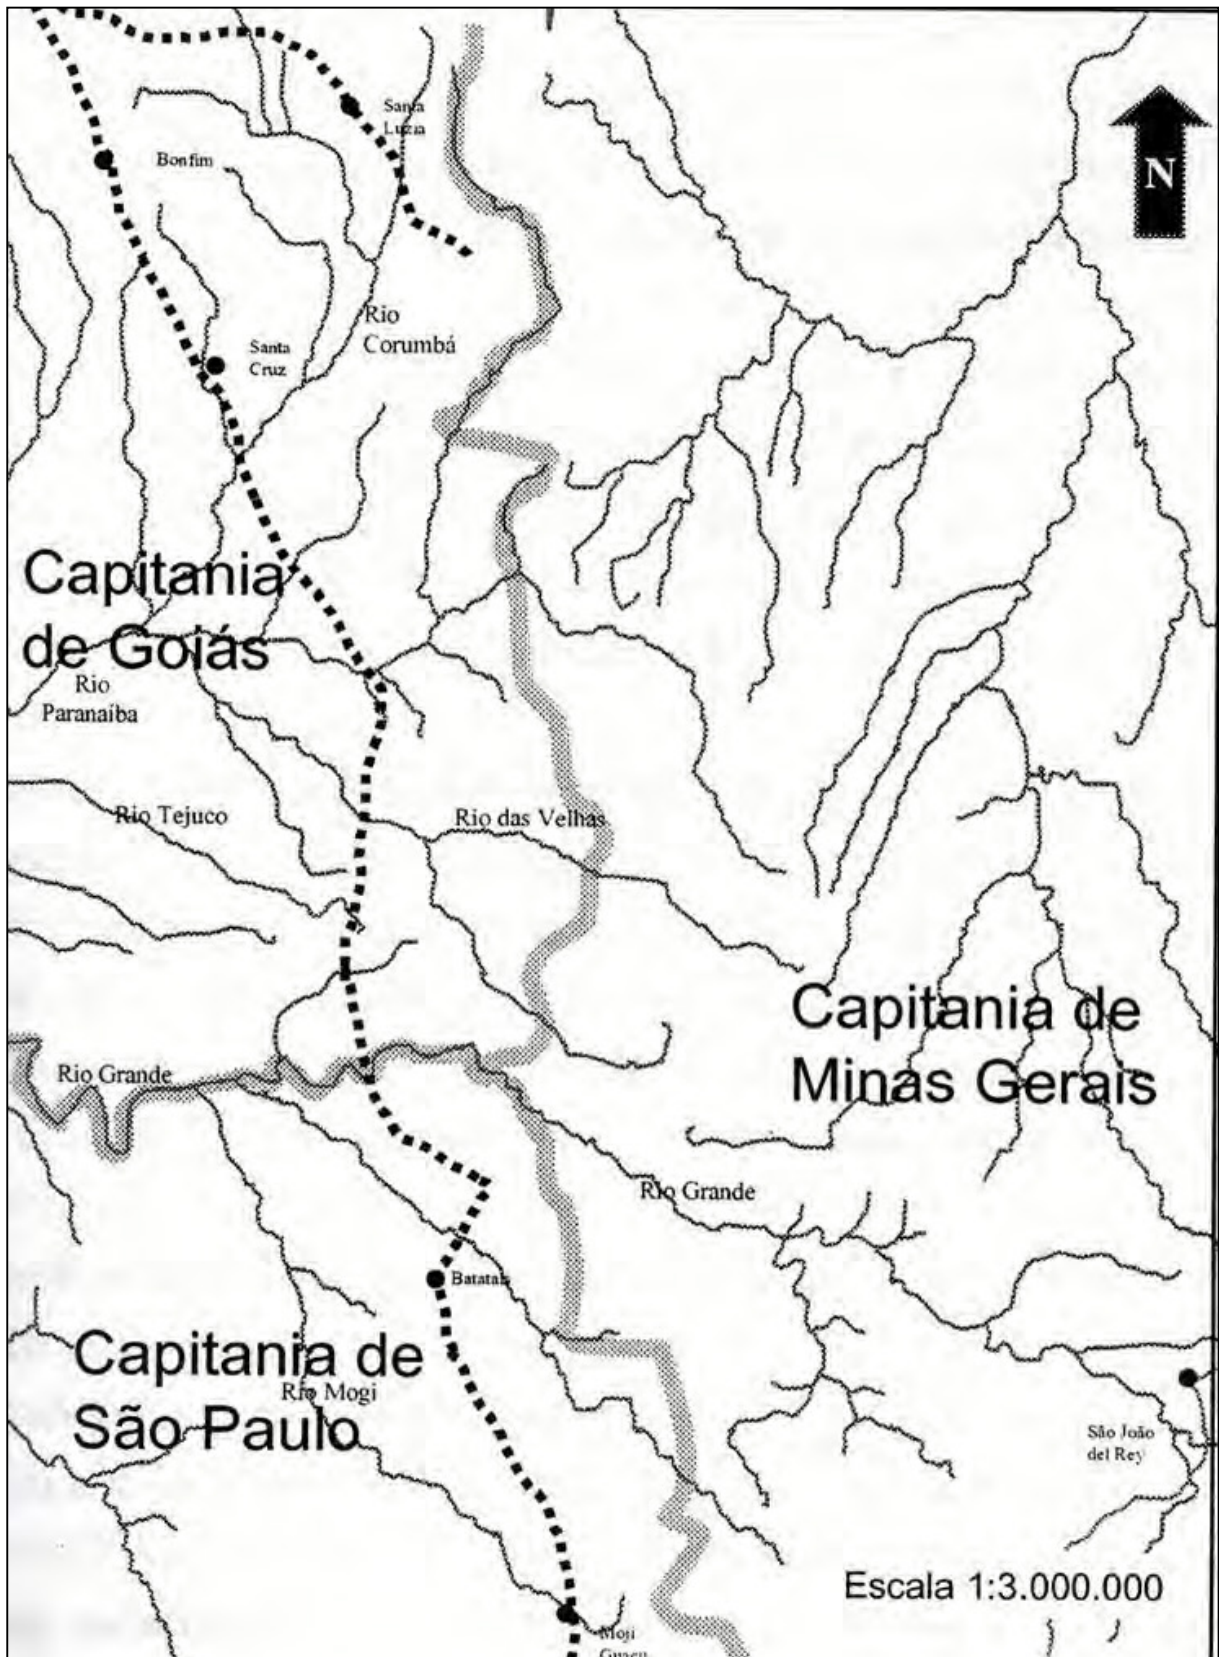 Santa
Luzia
Bonfim
N
Rio
Corumbá
Santa
Cruz
Capitania
de Goiás
Rio
Paranaíba
Rio Tejuco
Rio das Velhas
Capitania de
Minas Gerais
Rio Grande
Rio Grande
Batatais
Capitania de
São Paulo
Rio Mogi
São João
del Rey
Escala 1:3.000.000
Moji
Guaçu